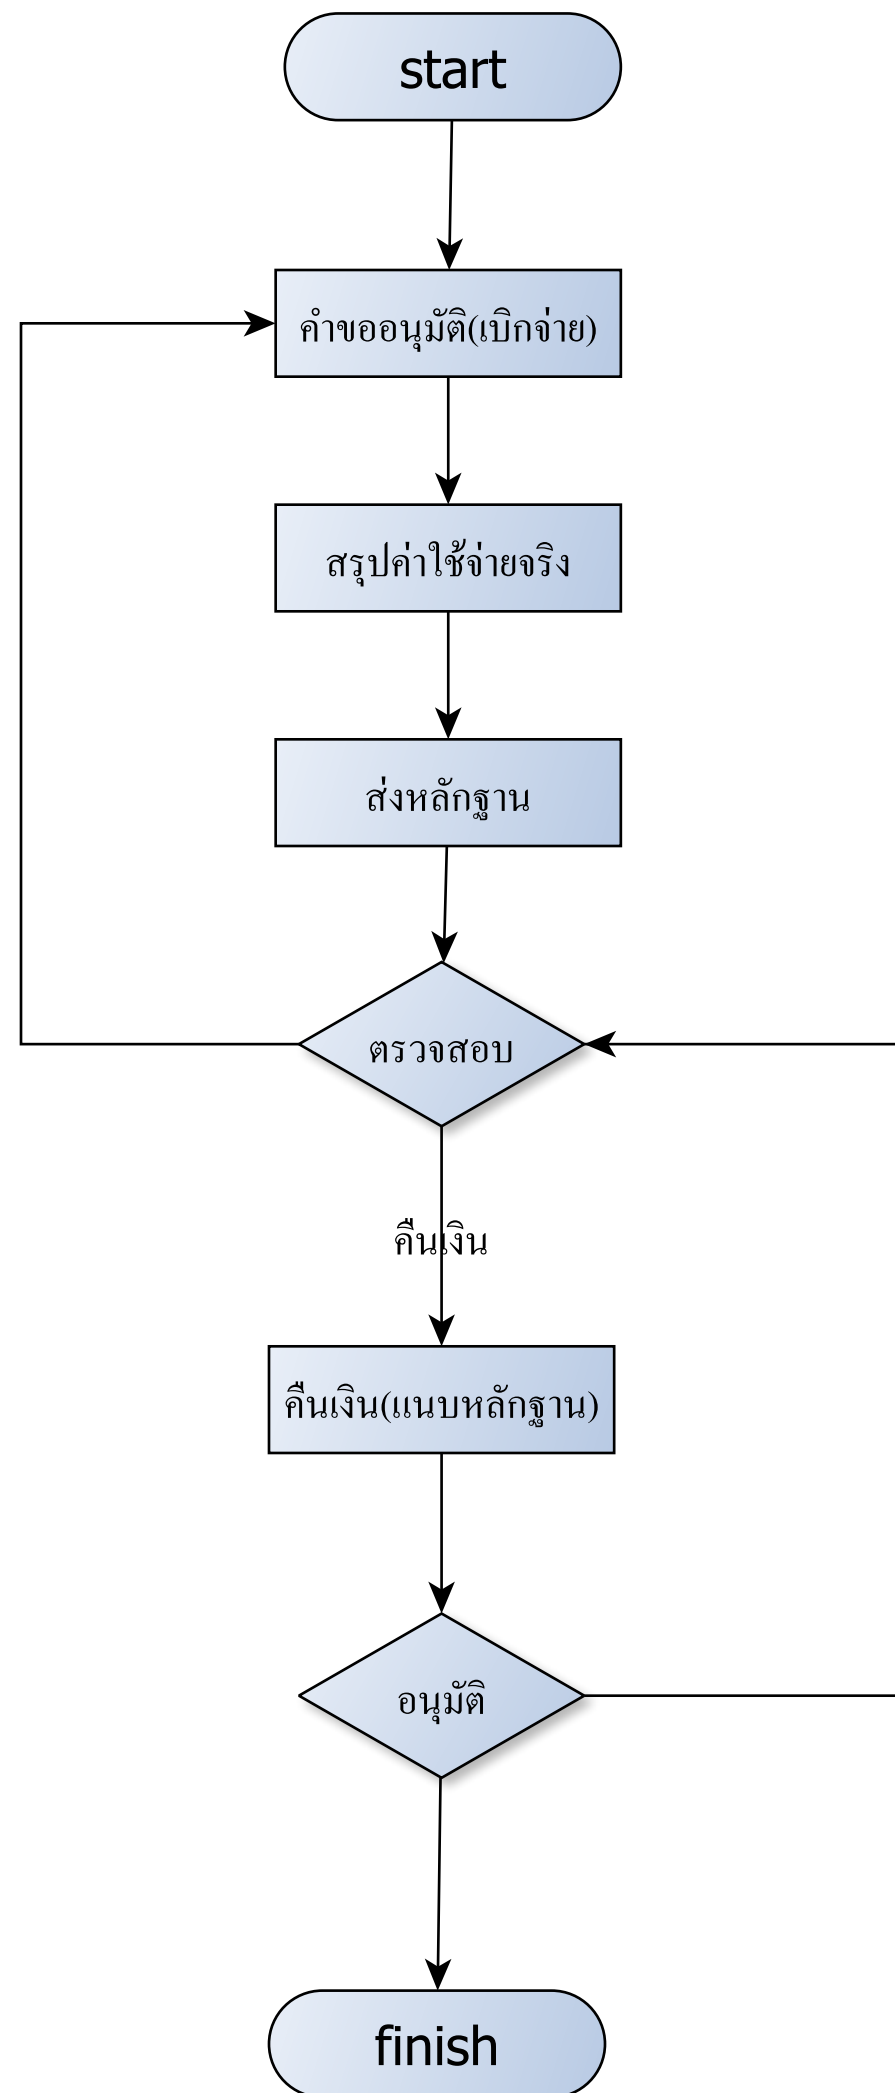 start
คำขออนุมัติ(เบิกจ่าย)
สรุปค่าใช้จ่ายจริง
ส่งหลักฐาน
ตรวจสอบ
คืนเงิน
คืนเงิน(แนบหลักฐาน)
อนุมัติ
finish